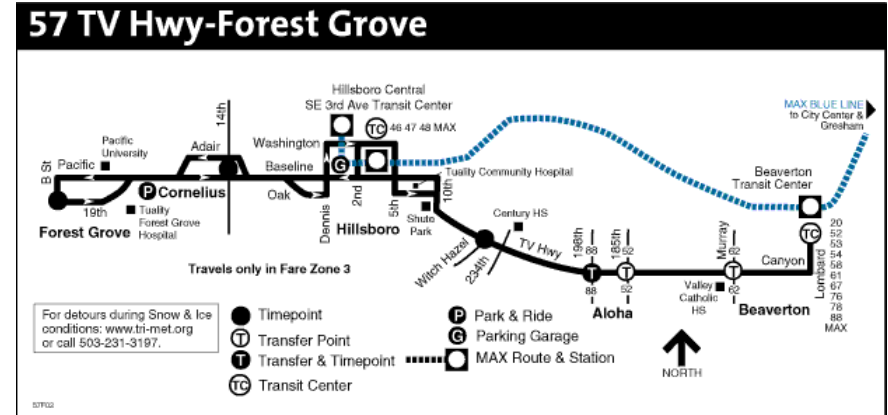 57 TV Hwy-Forest Grove
Hillsboro Central
SE 3rd Ave Transit Center
TC 46 47 48 MAX
MAX BLUE LINE
to City Center &
Gresham
14th
Pacific
University
Adair
Washington
B St
Pacific
Baseline
G
Tuality Community Hospital
Beaverton
Transit Center
P Cornelius
Oak
2nd
10th
19th
Tuality
Forest Grove
Hospital
Dennis
5th
Shute
Park
Century HS
Forest Grove
Hillsboro
Witch Hazel
234th
TV Hwy
198th
88
T
88
185th
52
T
52
Murray
62
T
62
Canyon
TC
Lombard
20
52
53
54
58
61
67
76
78
88
MAX
Travels only in Fare Zone 3
Valley
Catholic
HS
Aloha
Beaverton
For detours during Snow & Ice
conditions: www.tri-met.org
or call 503-231-3197.
Timepoint
T Transfer Point
T Transfer & Timepoint
TC Transit Center
P Park & Ride
G Parking Garage
MAX Route & Station
NORTH